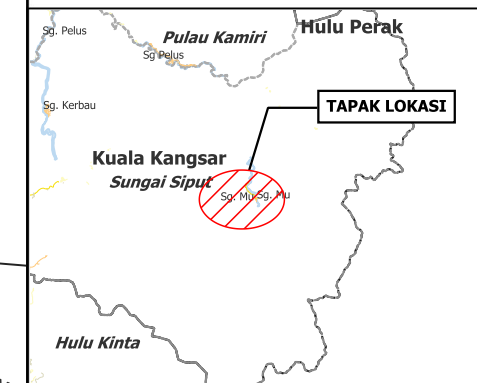 Sg. Pelus
Pulau Kamiri
Hulu Perak
Sg Pelus
Sg. Kerbau
TAPAK LOKASI
Kuala Kangsar
Sungai Siput
Sg. Mu
Sg. Mu
Hulu Kinta